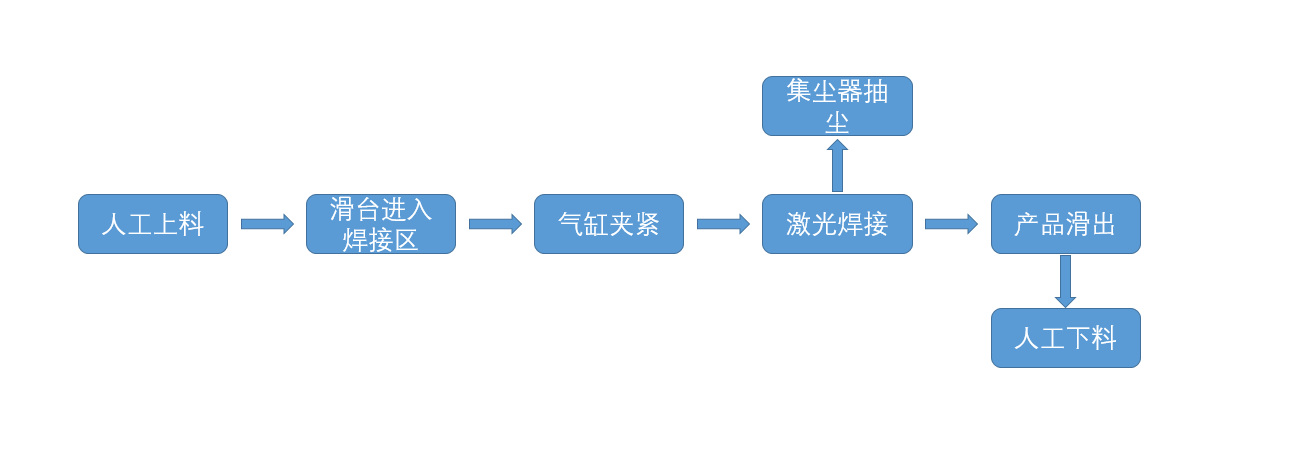 集尘器抽
尘
人工上料
滑台进入
焊接区
气缸夹紧
激光焊接
产品滑出
人工下料